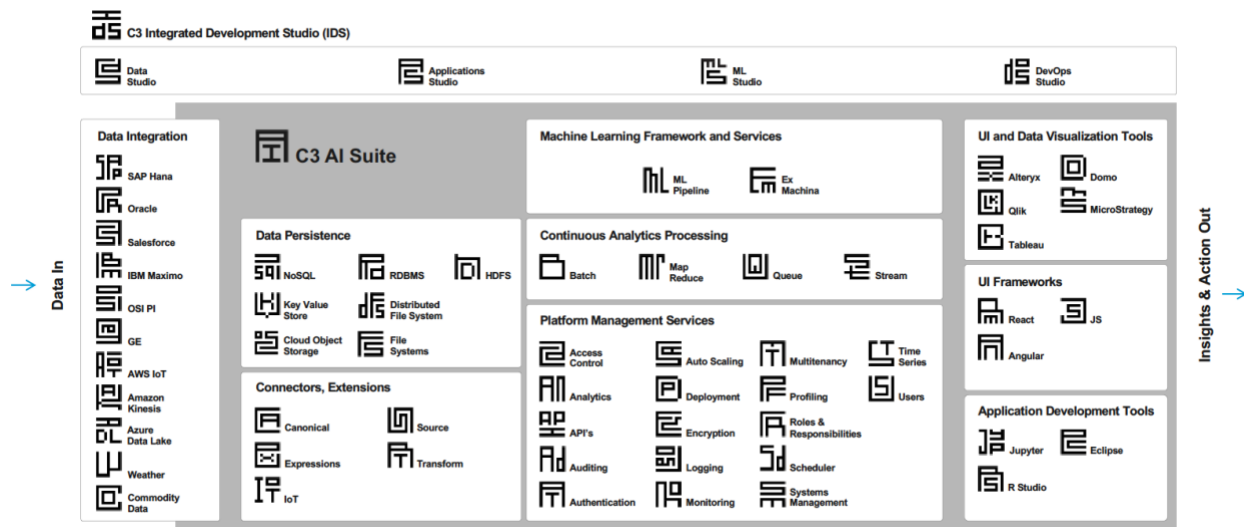 C3 Integrated Development Studio (IDS)
Data
Studio
Applications
Studio
ML
Studio
DevOps
Studio
Data In
Data Integration
SAP Hana
Oracle
Salesforce
IBM Maximo
OSI PI
GE
AWS IoT
Amazon
Kinesis
Azure
Data Lake
Weather
Commodity
Data
C3 AI Suite
Data Persistence
NoSQL
RDBMS
HDFS
Key Value
Store
Distributed
File System
Cloud Object
Storage
File
Systems
Connectors, Extensions
Canonical
Source
Expressions
Transform
IoT
Machine Learning Framework and Services
ML
Pipeline
Ex
Machina
Continuous Analytics Processing
Batch
Map
Reduce
Queue
Stream
Platform Management Services
Access
Control
Auto Scaling
Multitenancy
Time
Series
Analytics
Deployment
Profiling
Users
API's
Encryption
Roles &
Responsibilities
Auditing
Logging
Scheduler
Authentication
Monitoring
Systems
Management
UI and Data Visualization Tools
Alteryx
Domo
Qlik
MicroStrategy
Tableau
UI Frameworks
React
JS
Angular
Application Development Tools
Jupyter
Eclipse
R Studio
Insights & Action Out